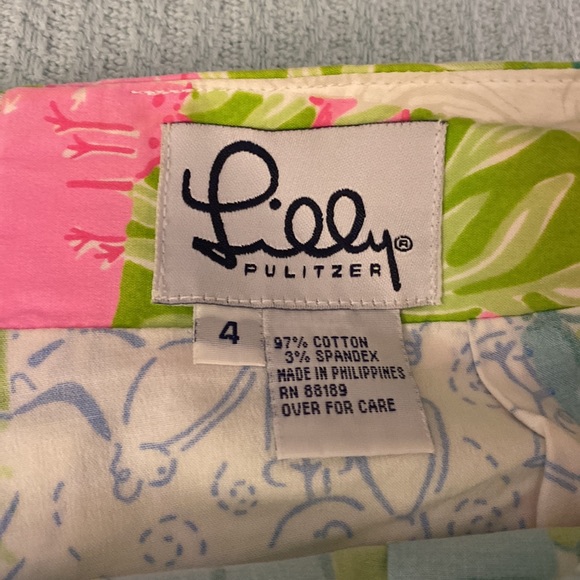 Lilly®
PULITZER
4
97% COTTON
3% SPANDEX
MADE IN PHILIPPINES
RN 88189
OVER FOR CARE